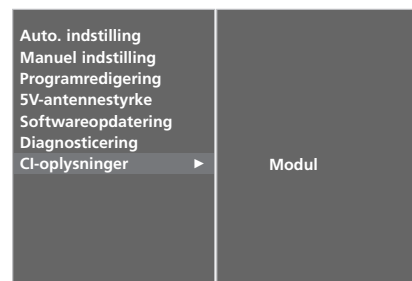 Auto. indstilling
Manuel indstilling
Programredigering
5V-antennestyrke
Softwareopdatering
Diagnosticering
CI-oplysninger ►
Modul